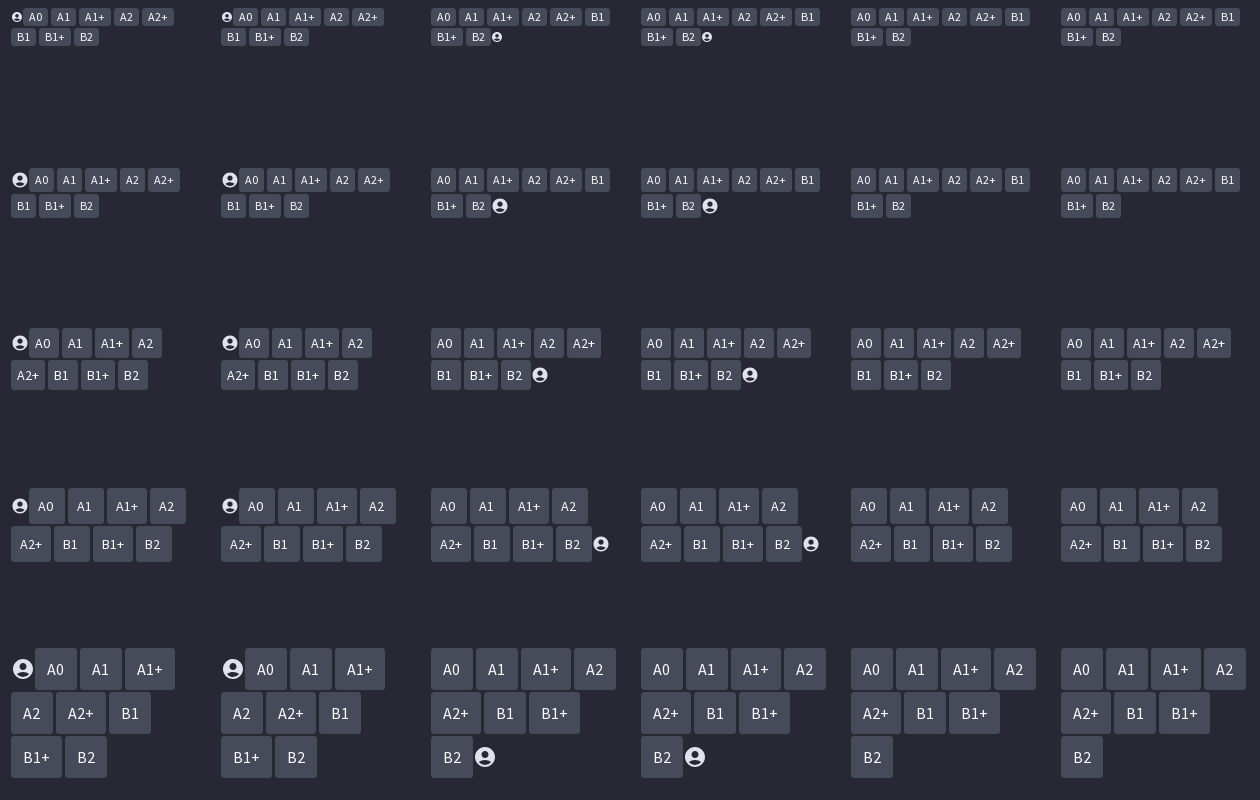 A0 A1 A1+ A2 A2+ A0 A1 A1+ A2 A2+ A0 A1 A1+ A2 A2+ B1 A0 A1 A1+ A2 A2+ B1 A0 A1 A1+ A2 A2+ B1 A0 A1 A1+ A2 A2+ B1
B1 B1+ B2 B1 B1+ B2 B1+ B2 B1+ B2 B1+ B2 B1+ B2
A0 A1 A1+ A2 A2+ A0 A1 A1+ A2 A2+ A0 A1 A1+ A2 A2+ B1 A0 A1 A1+ A2 A2+ B1 A0 A1 A1+ A2 A2+ B1 A0 A1 A1+ A2 A2+ B1
B1 B1+ B2 B1 B1+ B2 B1+ B2 B1+ B2 B1+ B2 B1+ B2
A0 A1 A1+ A2 A0 A1 A1+ A2 A0 A1 A1+ A2 A2+ A0 A1 A1+ A2 A2+ A0 A1 A1+ A2 A2+ A0 A1 A1+ A2 A2+
A2+ B1 B1+ B2 A2+ B1 B1+ B2 B1 B1+ B2 B1 B1+ B2 B1 B1+ B2 B1 B1+ B2
A0 A1 A1+ A2 A0 A1 A1+ A2 A0 A1 A1+ A2 A0 A1 A1+ A2 A0 A1 A1+ A2 A0 A1 A1+ A2
A2+ B1 B1+ B2 A2+ B1 B1+ B2 A2+ B1 B1+ B2 A2+ B1 B1+ B2 A2+ B1 B1+ B2 A2+ B1 B1+ B2
A0 A1 A1+ A0 A1 A1+ A0 A1 A1+ A2 A0 A1 A1+ A2 A0 A1 A1+ A2 A0 A1 A1+ A2
A2 A2+ B1 A2 A2+ B1 A2+ B1 B1+ A2+ B1 B1+ A2+ B1 B1+ A2+ B1 B1+
B1+ B2 B1+ B2 B2 B2 B2 B2